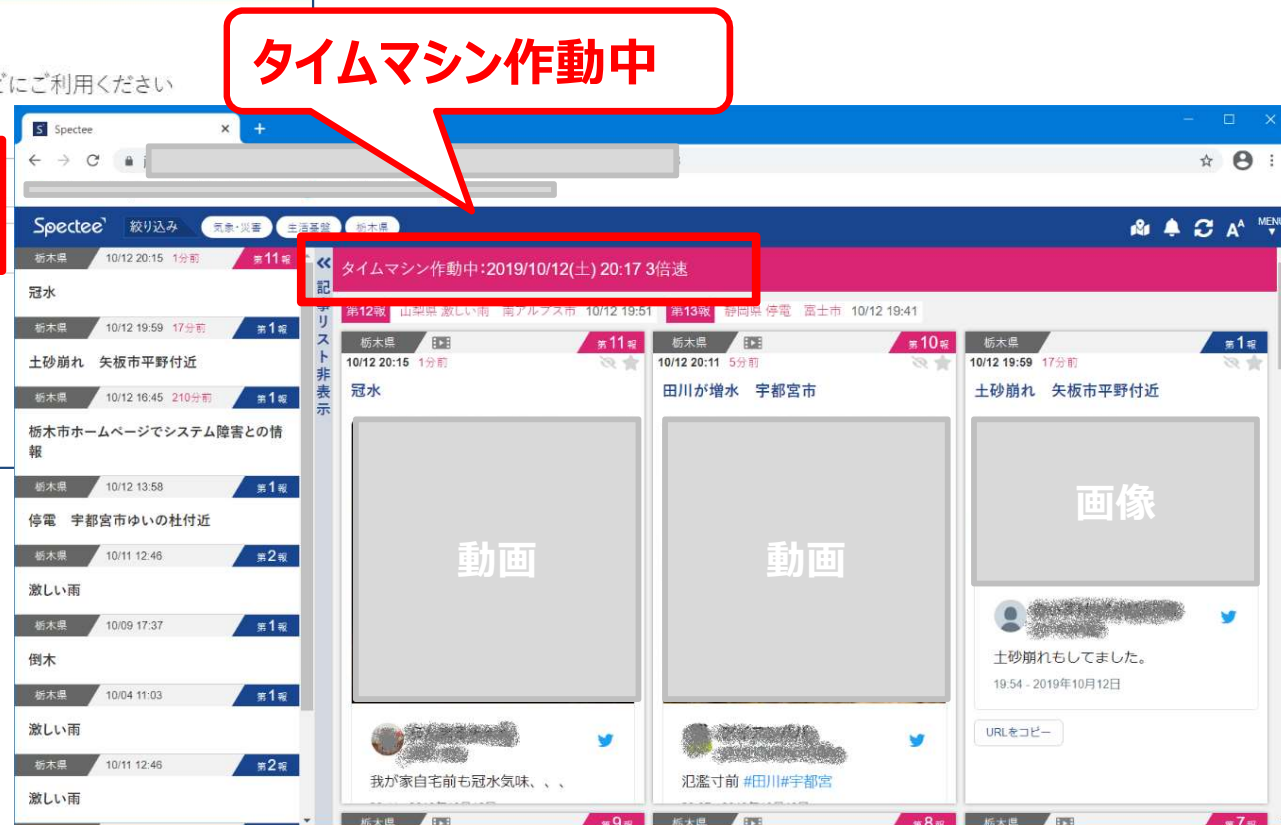 タイムマシン作動中
にご利用ください
Spectee
Spectee 絞り込み 気象・災害 生活基盤 栃木県
MENU
栃木県 10/12 20:15 1分前 第11報
冠水
栃木県 10/12 19:59 17分前 第1報
土砂崩れ 矢板市平野付近
栃木県 10/12 16:45 210分前 第1報
栃木市ホームページでシステム障害との情
報
栃木県 10/12 13:58 第1報
停電 宇都宮市ゆいの杜付近
栃木県 10/11 12:46 第2報
激しい雨
栃木県 10/09 17:37 第1報
倒木
栃木県 10/04 11:03 第1報
激しい雨
栃木県 10/11 12:46 第2報
激しい雨
記事リスト非表示
タイムマシン作動中：2019/10/12(土) 20:17 3倍速
第12報 山梨県 激しい雨 南アルプス市 10/12 19:51 第13報 静岡県 停電 富士市 10/12 19:41
栃木県 第11報
10/12 20:15 1分前
冠水
動画
我が家自宅前も冠水気味、、、
栃木県 第10報
10/12 20:11 5分前
田川が増水 宇都宮市
動画
氾濫寸前 #田川#宇都宮
栃木県 第1報
10/12 19:59 17分前
土砂崩れ 矢板市平野付近
画像
土砂崩れもしてました。
19:54 - 2019年10月12日
URLをコピー
栃木県 第9報
栃木県 第8報
栃木県 第7報